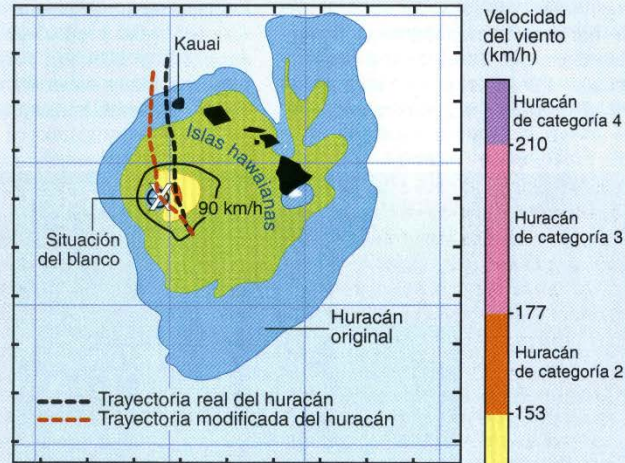 Kauai
Islas hawaianas
90 km/h
Situación
del blanco
Huracán
original
Trayectoria real del huracán
Trayectoria modificada del huracán
Velocidad
del viento
(km/h)
Huracán
de categoría 4
210
Huracán
de categoría 3
177
Huracán
de categoría 2
153